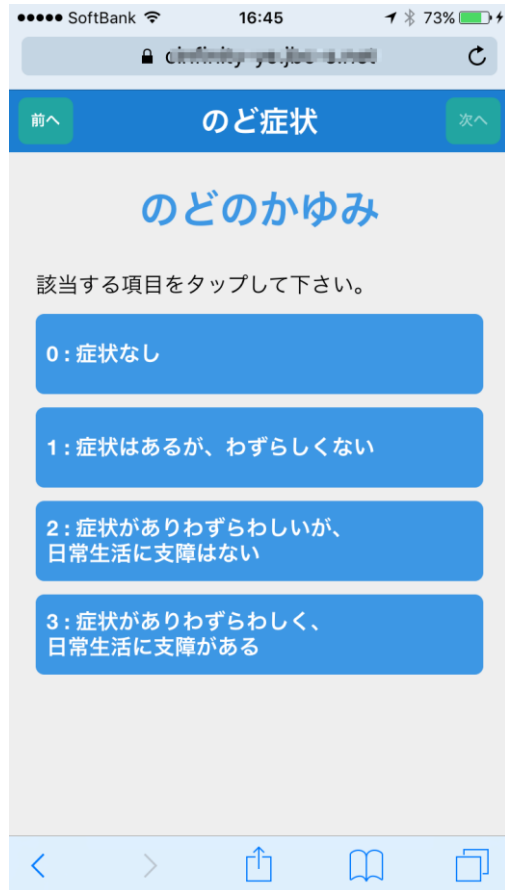 SoftBank 16:45 73%
前へ のど症状 次へ
のどのかゆみ
該当する項目をタップして下さい。
0 : 症状なし
1 : 症状はあるが、わずらしくない
2 : 症状がありわずらわしいが、
日常生活に支障はない
3 : 症状がありわずらわしく、
日常生活に支障がある